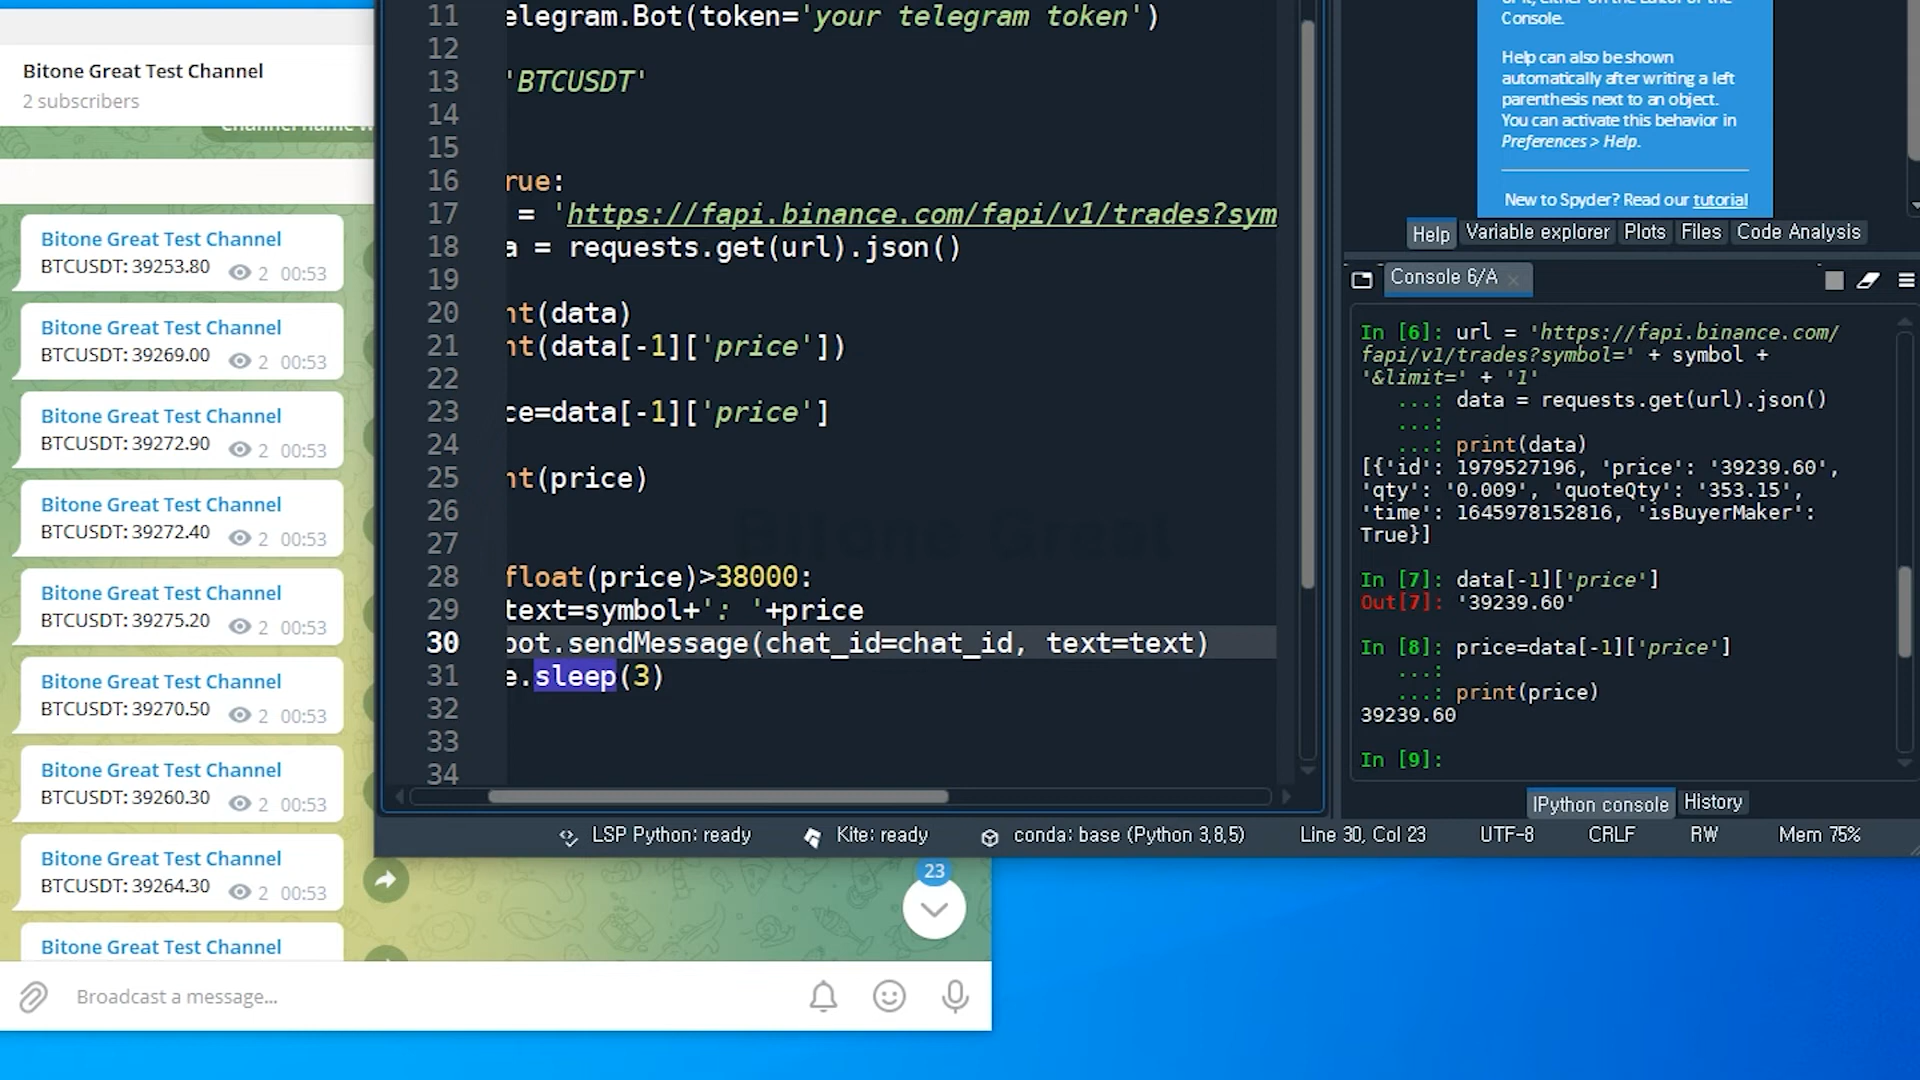 Bitone Great Test Channel
2 subscribers
Channel name w
Bitone Great Test Channel
BTCUSDT: 39253.80 2 00:53
Bitone Great Test Channel
BTCUSDT: 39269.00 2 00:53
Bitone Great Test Channel
BTCUSDT: 39272.90 2 00:53
Bitone Great Test Channel
BTCUSDT: 39272.40 2 00:53
Bitone Great Test Channel
BTCUSDT: 39275.20 2 00:53
Bitone Great Test Channel
BTCUSDT: 39270.50 2 00:53
Bitone Great Test Channel
BTCUSDT: 39260.30 2 00:53
Bitone Great Test Channel
BTCUSDT: 39264.30 2 00:53
Bitone Great Test Channel
23
Broadcast a message...
11 elegram.Bot(token='your telegram token')
12
13 'BTCUSDT'
14
15
16 rue:
17 = 'https://fapi.binance.com/fapi/v1/trades?sym
18 a = requests.get(url).json()
19
20 nt(data)
21 nt(data[-1]['price'])
22
23 ce=data[-1]['price']
24
25 nt(price)
26
27
Bitone Great
28 float(price)>38000:
29 text=symbol+': '+price
30 bot.sendMessage(chat_id=chat_id, text=text)
31 e.sleep(3)
32
33
34
LSP Python: ready Kite: ready conda: base (Python 3.8.5) Line 30, Col 23 UTF-8 CRLF RW Mem 75%
Console.
Help can also be shown
automatically after writing a left
parenthesis next to an object.
You can activate this behavior in
Preferences > Help.
New to Spyder? Read our tutorial
Help Variable explorer Plots Files Code Analysis
Console 6/A
In [6]: url = 'https://fapi.binance.com/
fapi/v1/trades?symbol=' + symbol +
'&limit=' + '1'
...: data = requests.get(url).json()
...:
...: print(data)
[{'id': 1979527196, 'price': '39239.60',
'qty': '0.009', 'quoteQty': '353.15',
'time': 1645978152816, 'isBuyerMaker':
True}]
In [7]: data[-1]['price']
Out[7]: '39239.60'
In [8]: price=data[-1]['price']
...:
...: print(price)
39239.60
In [9]:
IPython console History